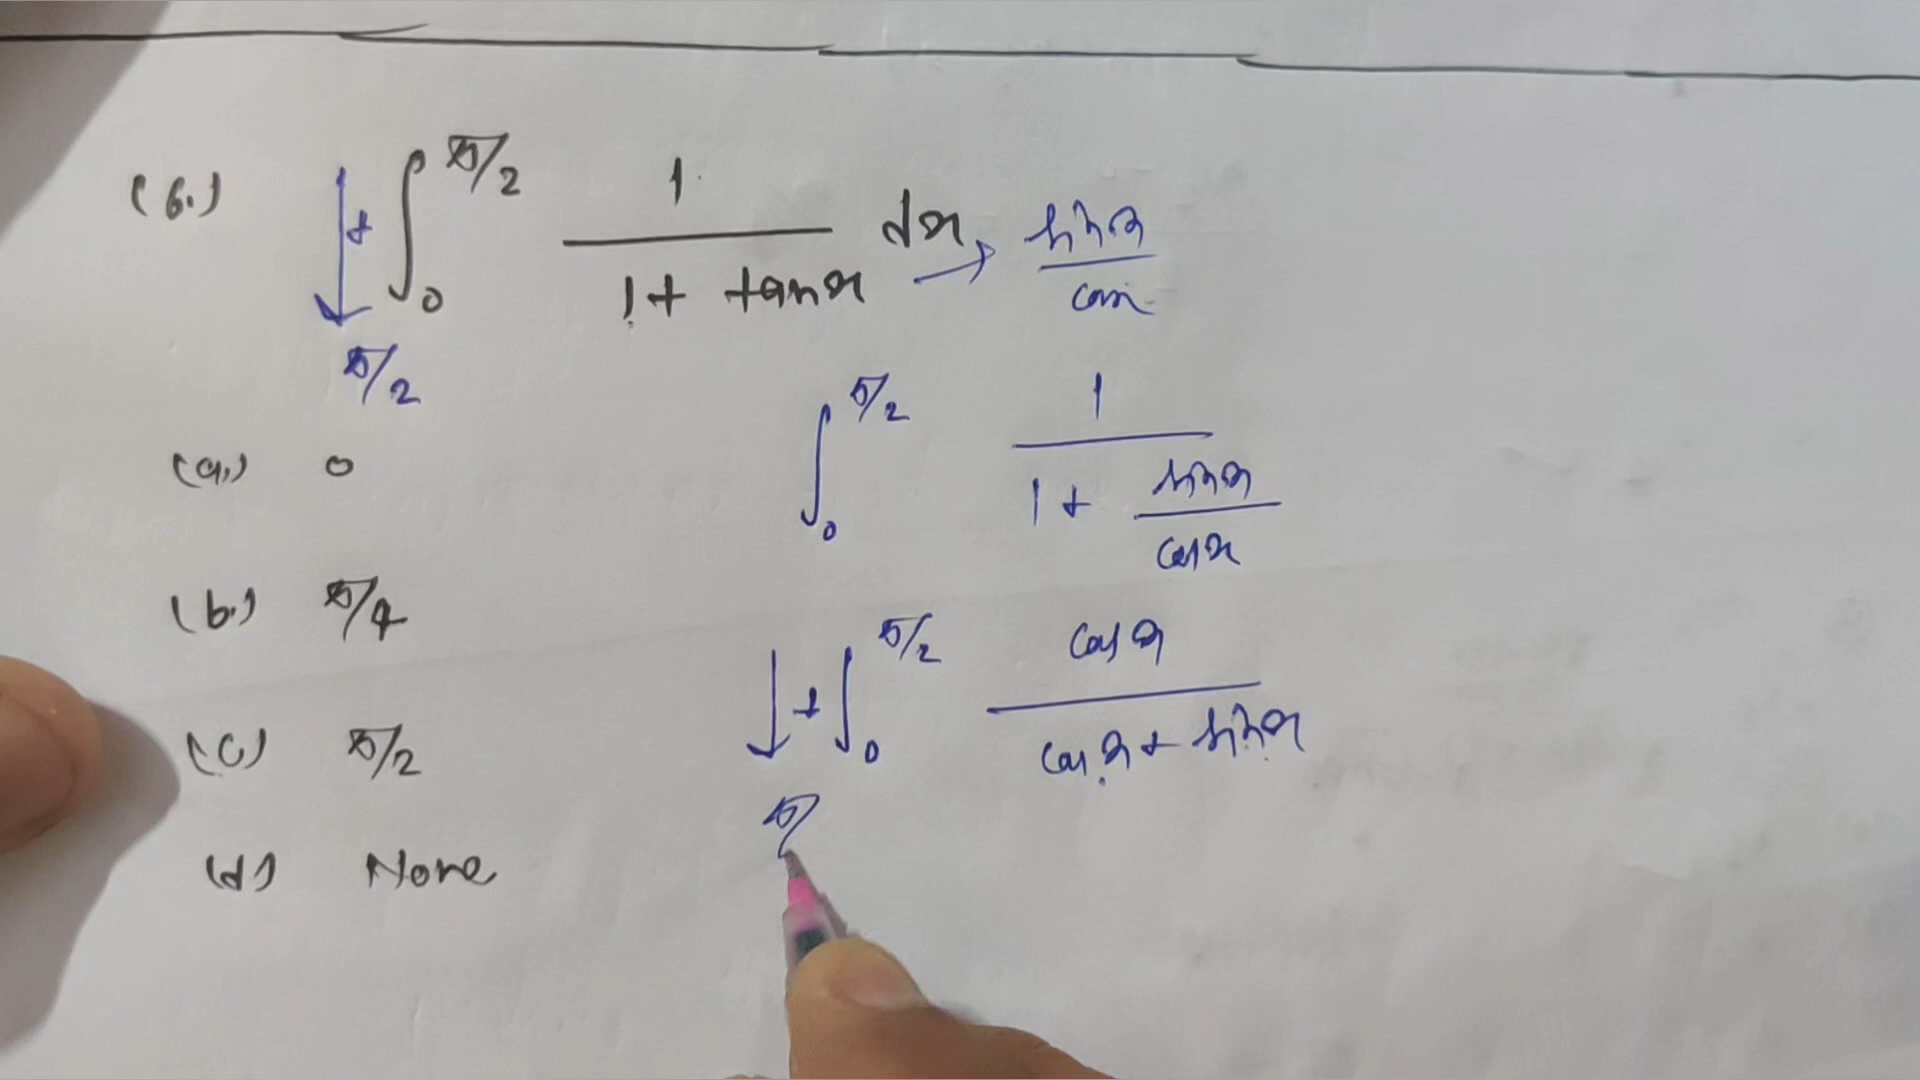 (6.) ↓+ ∫₀^(π/2) 1/(1 + tanx) dx → sinx/cosx
π/2
∫₀^(π/2) 1/(1 + sinx/cosx)
(a.) 0
(b.) π/4
↓+ ∫₀^(π/2) cosx/(cosx + sinx)
(c) π/2
π
(d) None